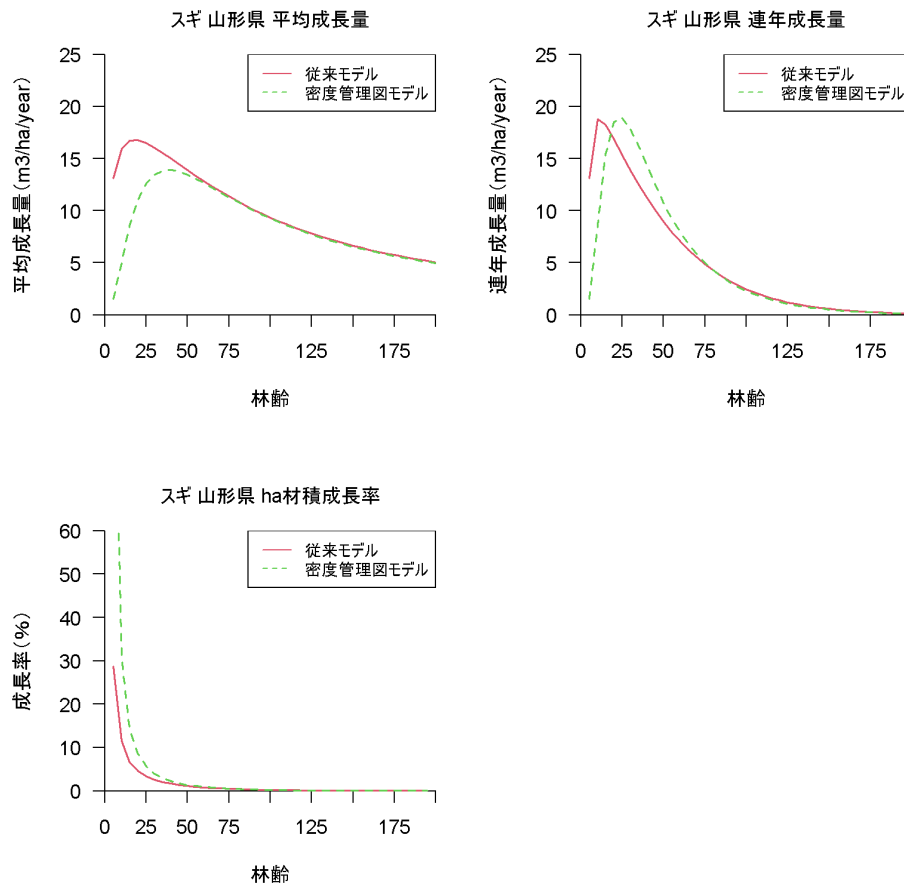 スギ 山形県 平均成長量
平均成長量(m3/ha/year)
25
20
15
10
5
0
従来モデル
密度管理図モデル
0 25 50 75 125 175
林齢
スギ 山形県 連年成長量
連年成長量(m3/ha/year)
25
20
15
10
5
0
従来モデル
密度管理図モデル
0 25 50 75 125 175
林齢
スギ 山形県 ha材積成長率
成長率(%)
60
50
40
30
20
10
0
従来モデル
密度管理図モデル
0 25 50 75 125 175
林齢